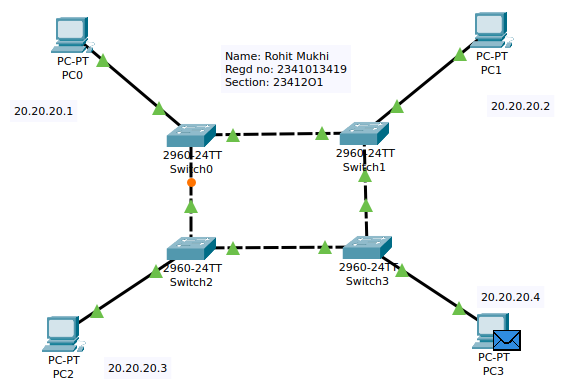 PC-PT
PC0
20.20.20.1
Name: Rohit Mukhi
Regd no: 2341013419
Section: 23412O1
PC-PT
PC1
20.20.20.2
2960-24TT
Switch0
2960-24TT
Switch1
2960-24TT
Switch2
2960-24TT
Switch3
20.20.20.4
PC-PT
PC2
20.20.20.3
PC-PT
PC3